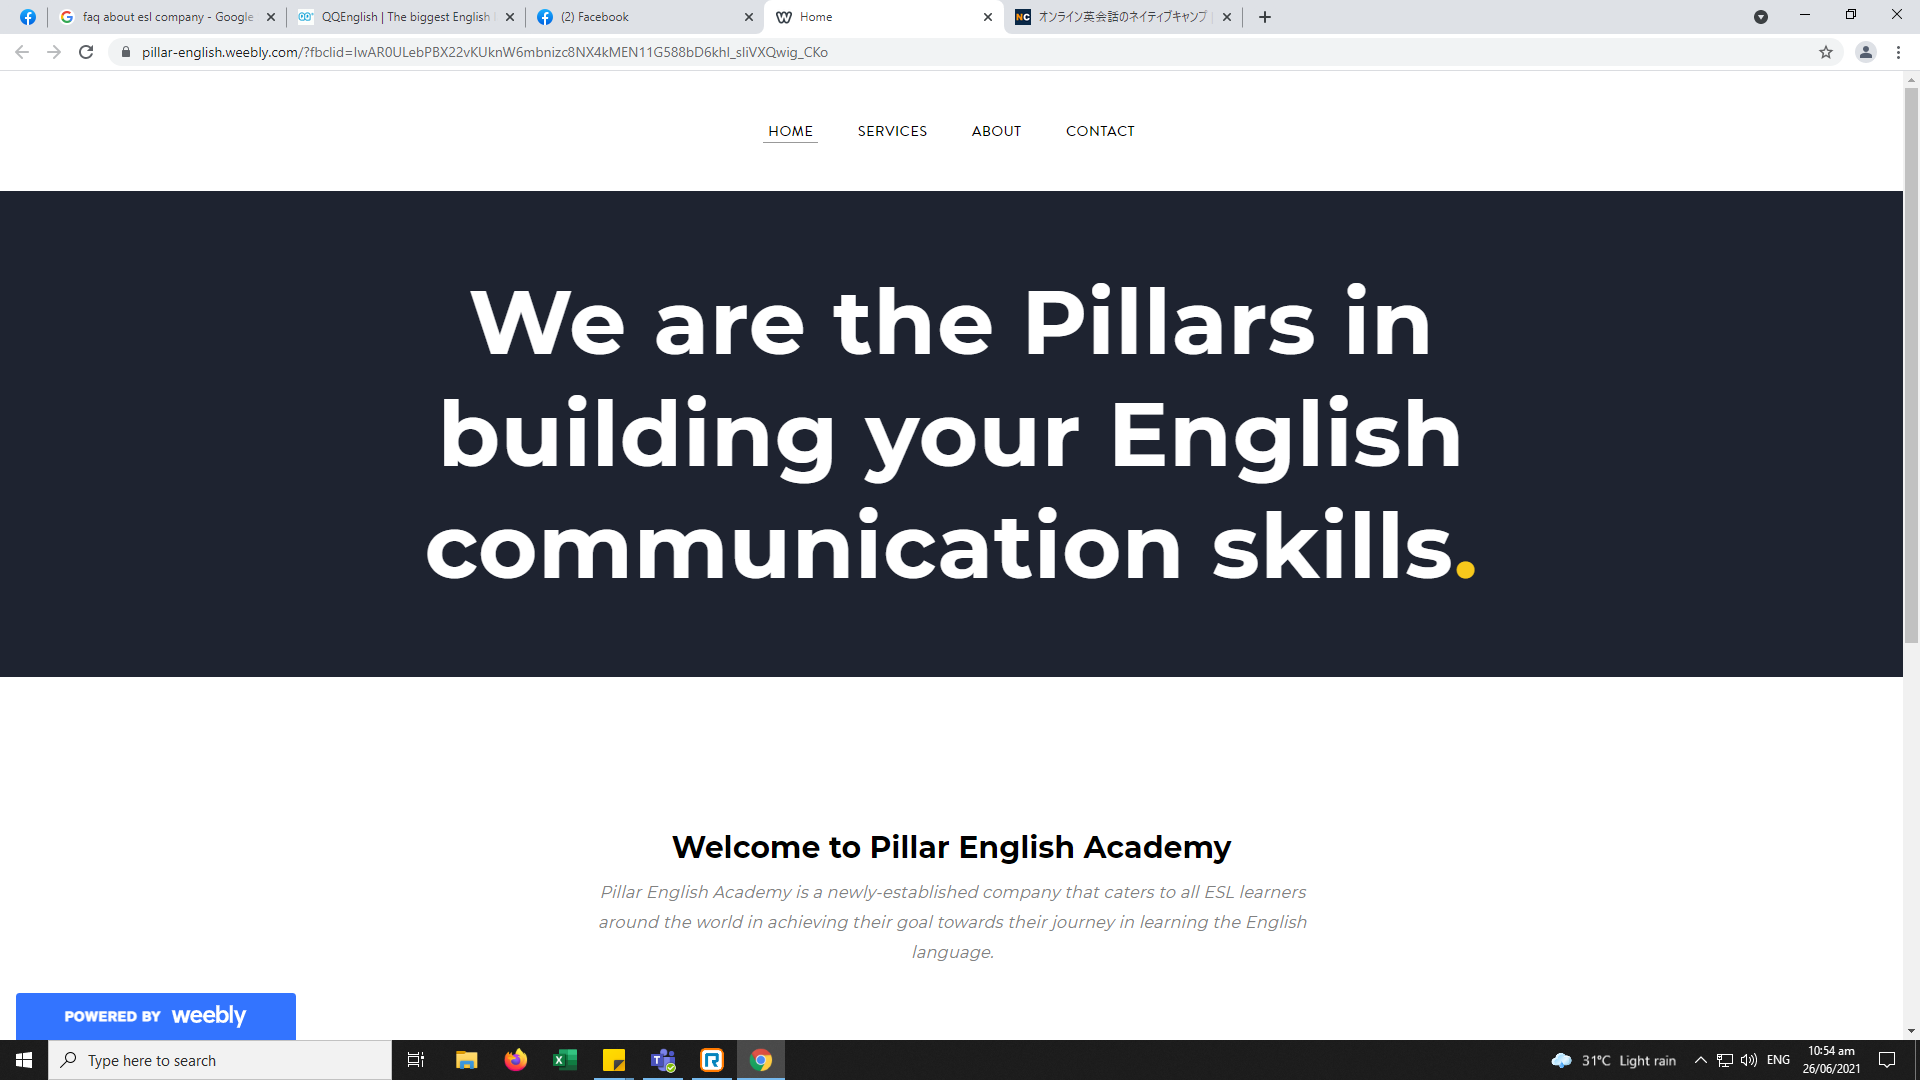 faq about esl company - Google
QQEnglish | The biggest English
(2) Facebook
Home
NC
オンライン英会話のネイティブキャンプ
pillar-english.weebly.com/?fbclid=IwAR0ULebPBX22vKUknW6mbnizc8NX4kMEN11G588bD6khl_sliVXQwig_CKo
HOME
SERVICES
ABOUT
CONTACT
We are the Pillars in
building your English
communication skills.
Welcome to Pillar English Academy
Pillar English Academy is a newly-established company that caters to all ESL learners
around the world in achieving their goal towards their journey in learning the English
language.
POWERED BY weebly
Type here to search
31°C Light rain
ENG
10:54 am
26/06/2021